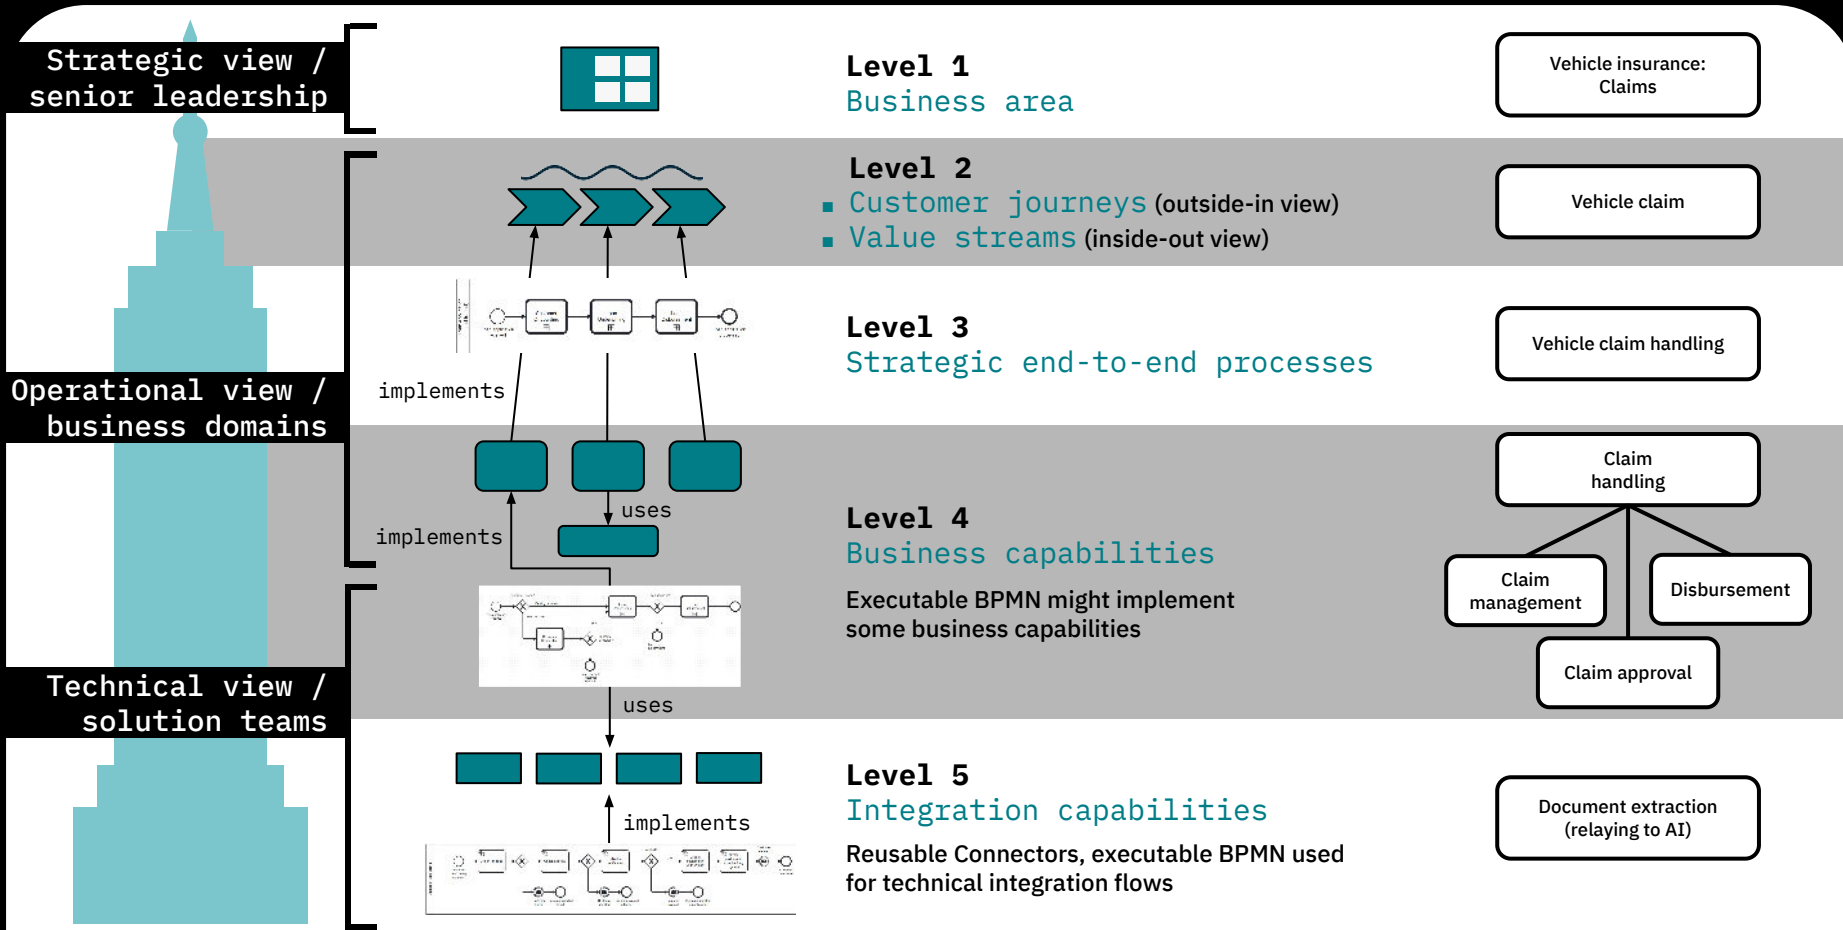 Strategic view /
senior leadership
Level 1
Business area
Vehicle insurance:
Claims
Level 2
Customer journeys (outside-in view)
Value streams (inside-out view)
Vehicle claim
Level 3
Strategic end-to-end processes
Vehicle claim handling
implements
Operational view /
business domains
uses
implements
Level 4
Business capabilities
Executable BPMN might implement
some business capabilities
Claim
handling
Claim
management
Disbursement
Claim approval
Technical view /
solution teams
uses
Level 5
Integration capabilities
Reusable Connectors, executable BPMN used
for technical integration flows
implements
Document extraction
(relaying to AI)